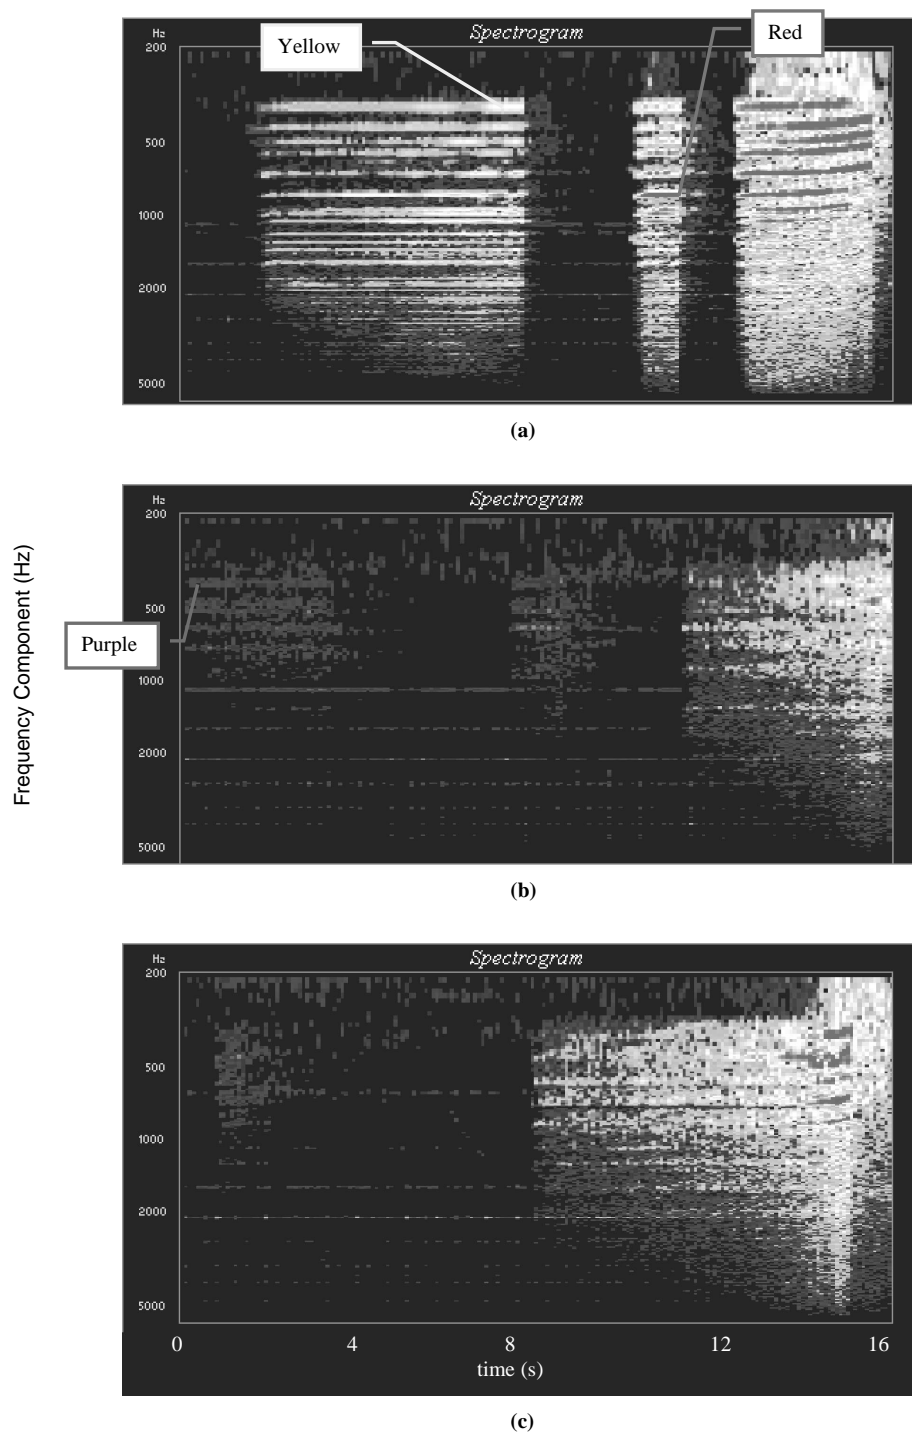 Hz
Spectrogram
200
Yellow
Red
500
1000
2000
5000
(a)
Hz
Spectrogram
200
500
Purple
1000
2000
5000
Frequency Component (Hz)
(b)
Hz
Spectrogram
200
500
1000
2000
5000
0 4 8 12 16
time (s)
(c)